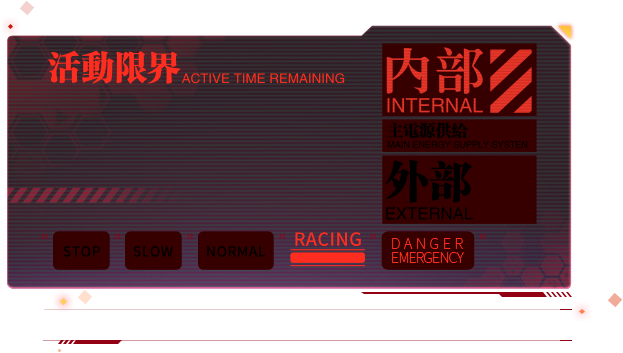 活動限界 ACTIVE TIME REMAINING
内部
INTERNAL
主電源供給
MAIN ENERGY SUPPLY SYSTEM
外部
EXTERNAL
STOP
SLOW
NORMAL
RACING
DANGER
EMERGENCY